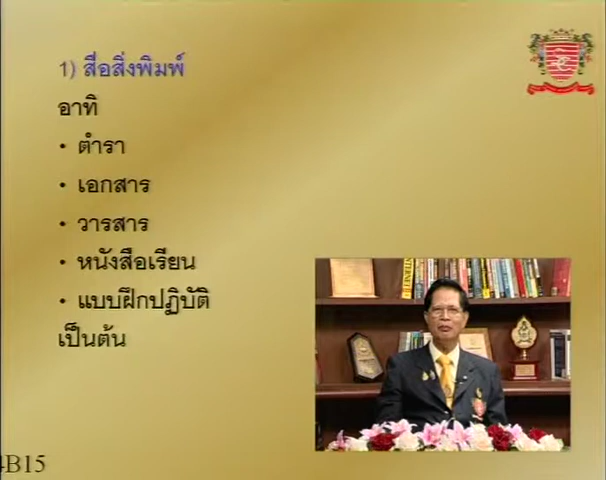 1) สื่อสิ่งพิมพ์
อาทิ
• ตำรา
• เอกสาร
• วารสาร
• หนังสือเรียน
• แบบฝึกปฏิบัติ
เป็นต้น
4B15